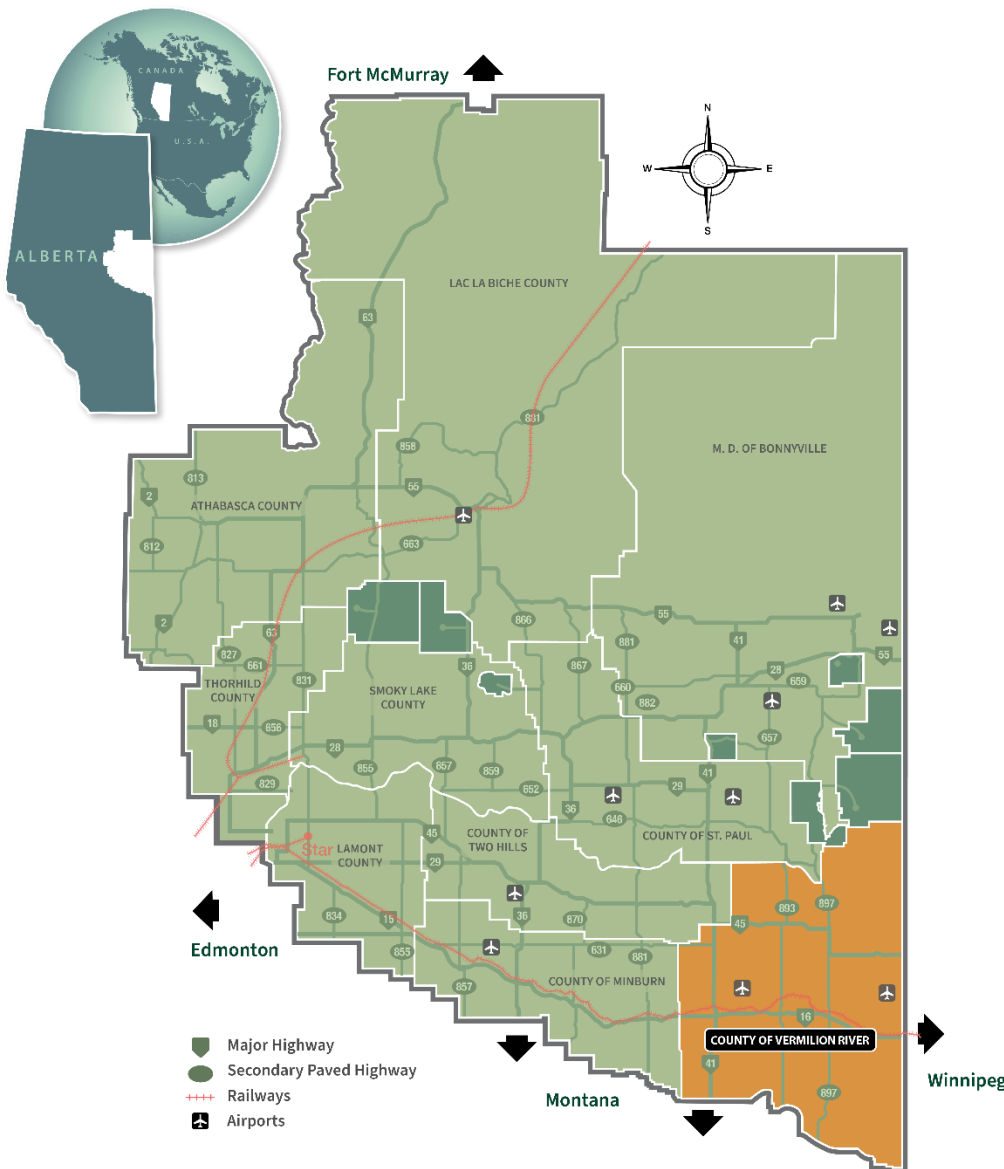 Fort McMurray
CANADA
U.S.A.
ALBERTA
N
W
E
S
LAC LA BICHE COUNTY
63
881
M. D. OF BONNYVILLE
858
813
55
2
ATHABASCA COUNTY
812
663
2
63
827
661
831
866
55
881
41
36
867
28
55
659
THORHILD
COUNTY
SMOKY LAKE
COUNTY
660
882
18
656
28
657
855
857
859
829
652
41
29
36
646
45
COUNTY OF
TWO HILLS
COUNTY OF ST. PAUL
Star
LAMONT
COUNTY
29
834
15
36
870
893
897
45
855
631
881
857
COUNTY OF MINBURN
16
COUNTY OF VERMILION RIVER
41
897
Edmonton
Montana
Winnipeg
Major Highway
Secondary Paved Highway
Railways
Airports